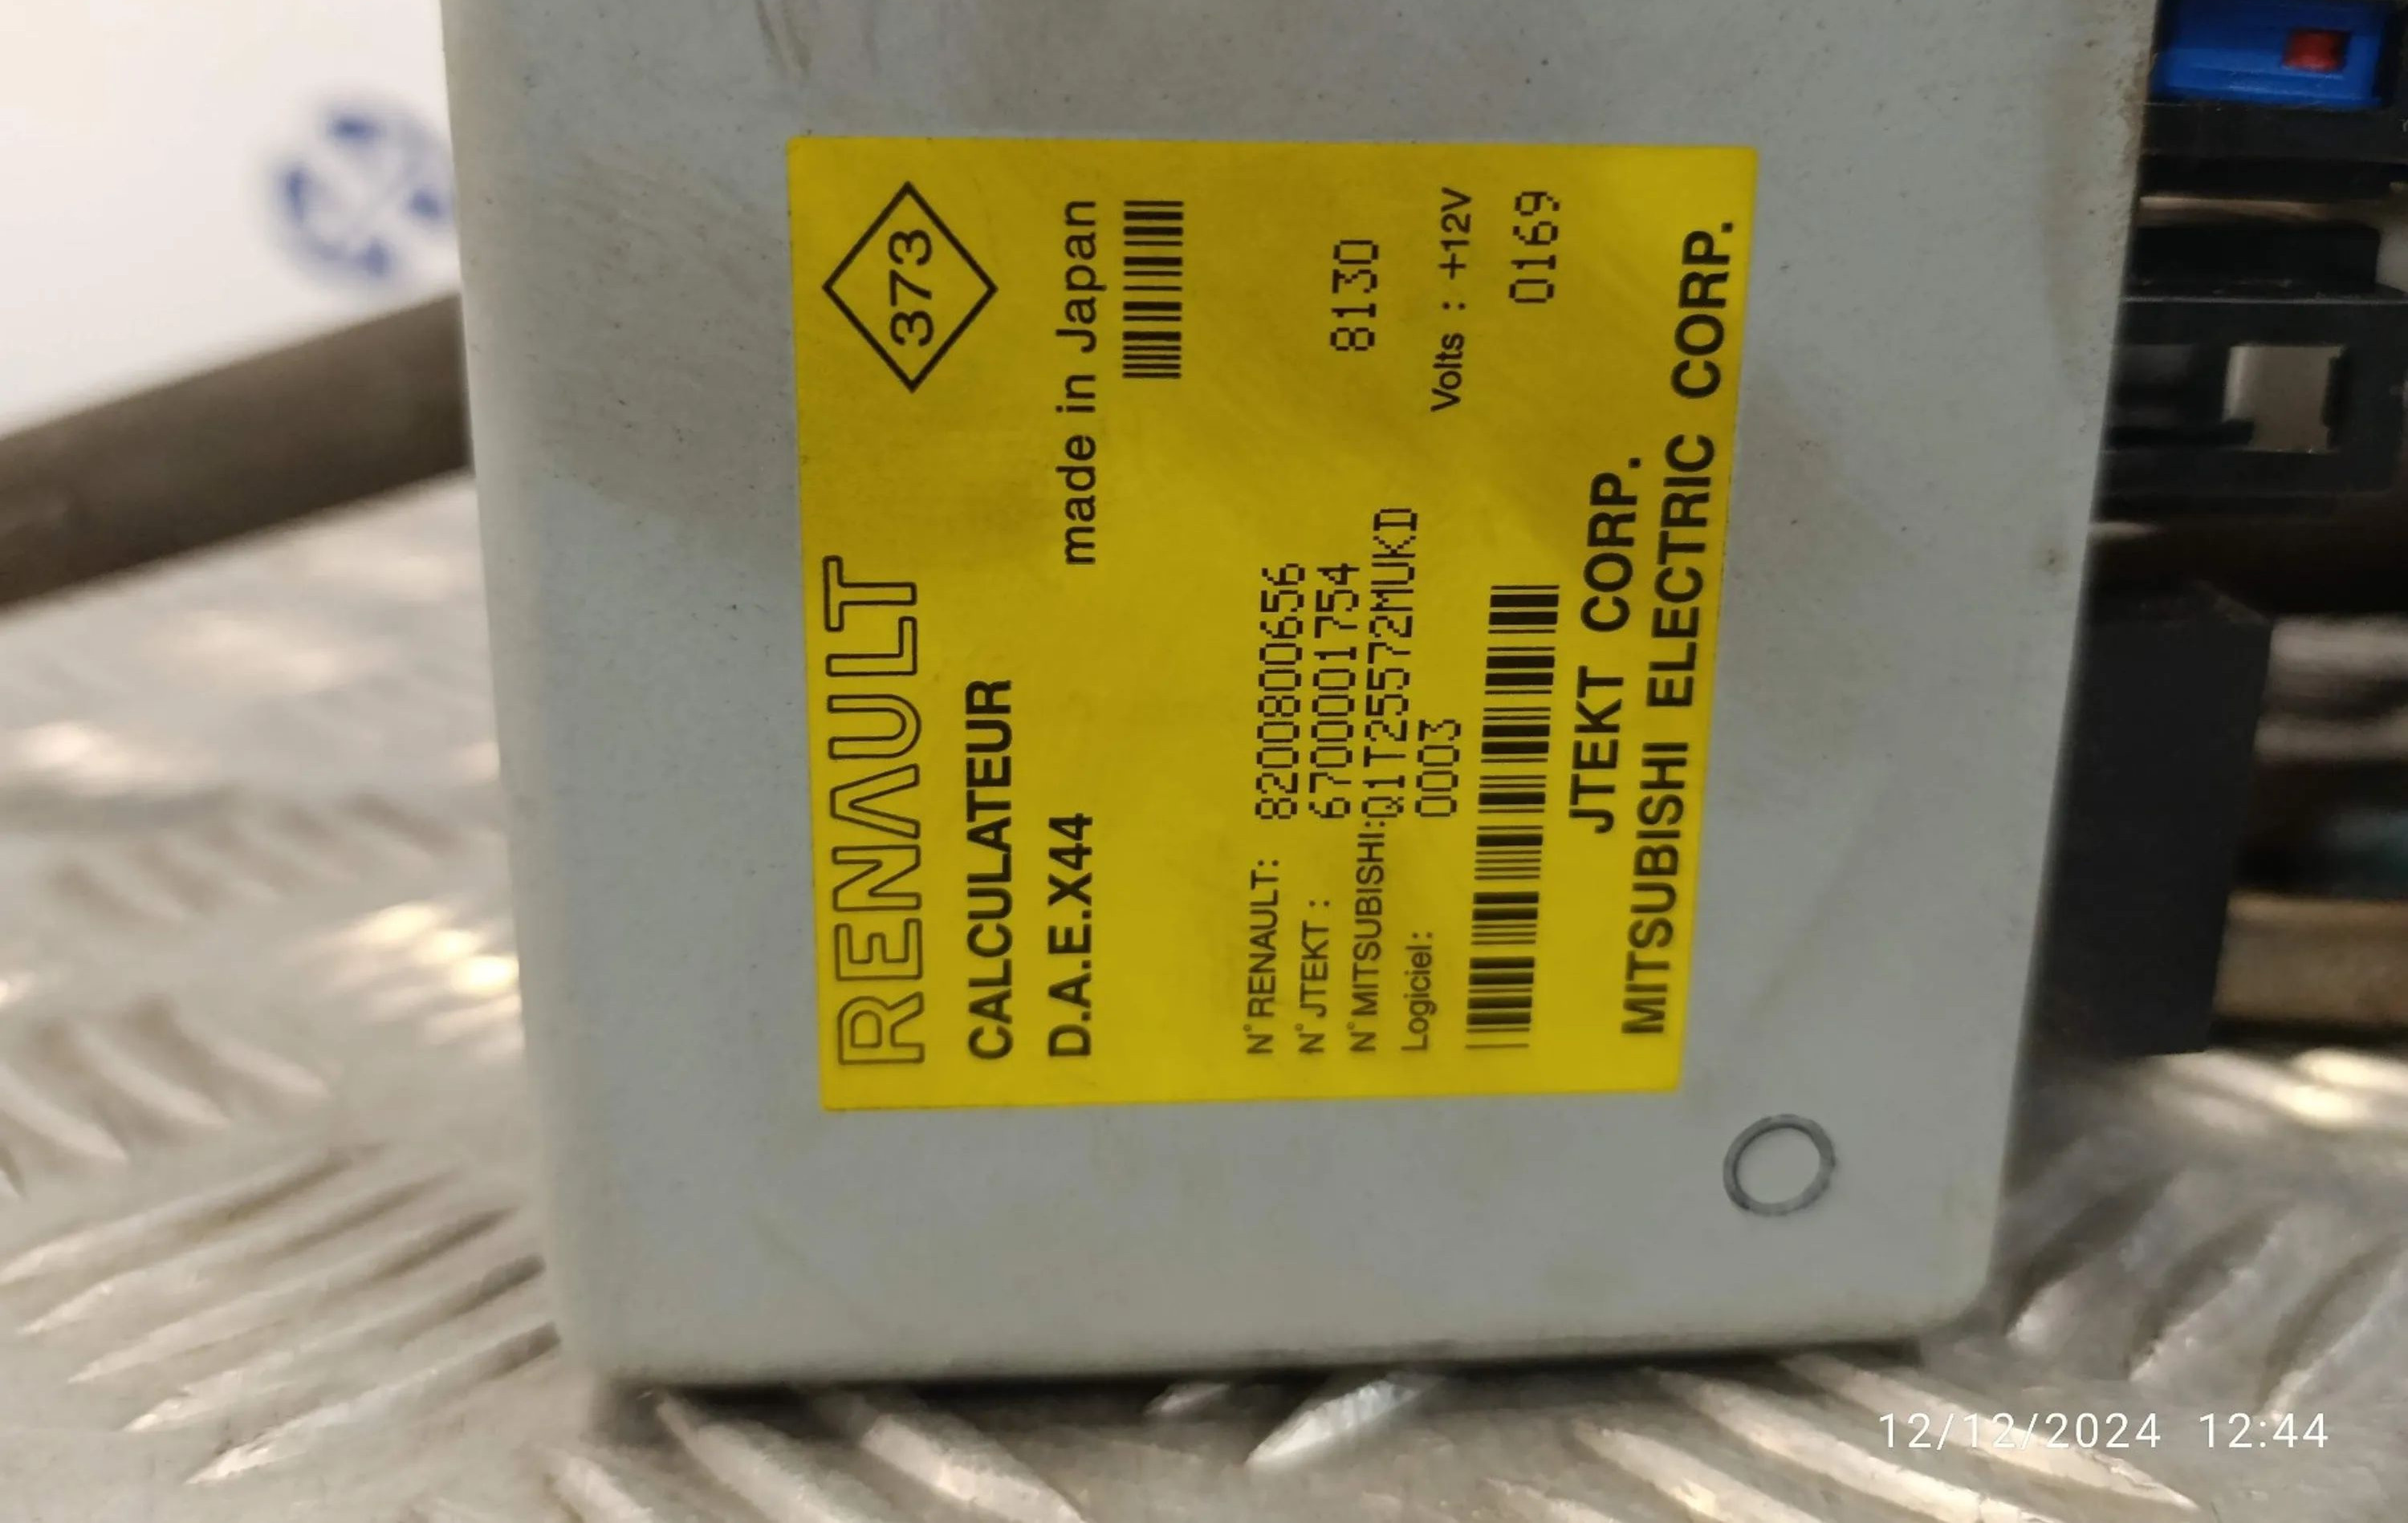 RENAULT
373
CALCULATEUR
D.A.E.X44
made in Japan
N°RENAULT: 8200800656
N°JTEKT : 6700001754
8130
N°MITSUBISHI:Q1T25572MUKD
Logiciel: 0003
Volts : +12V
0169
JTEKT CORP.
MITSUBISHI ELECTRIC CORP.
12/12/2024 12:44